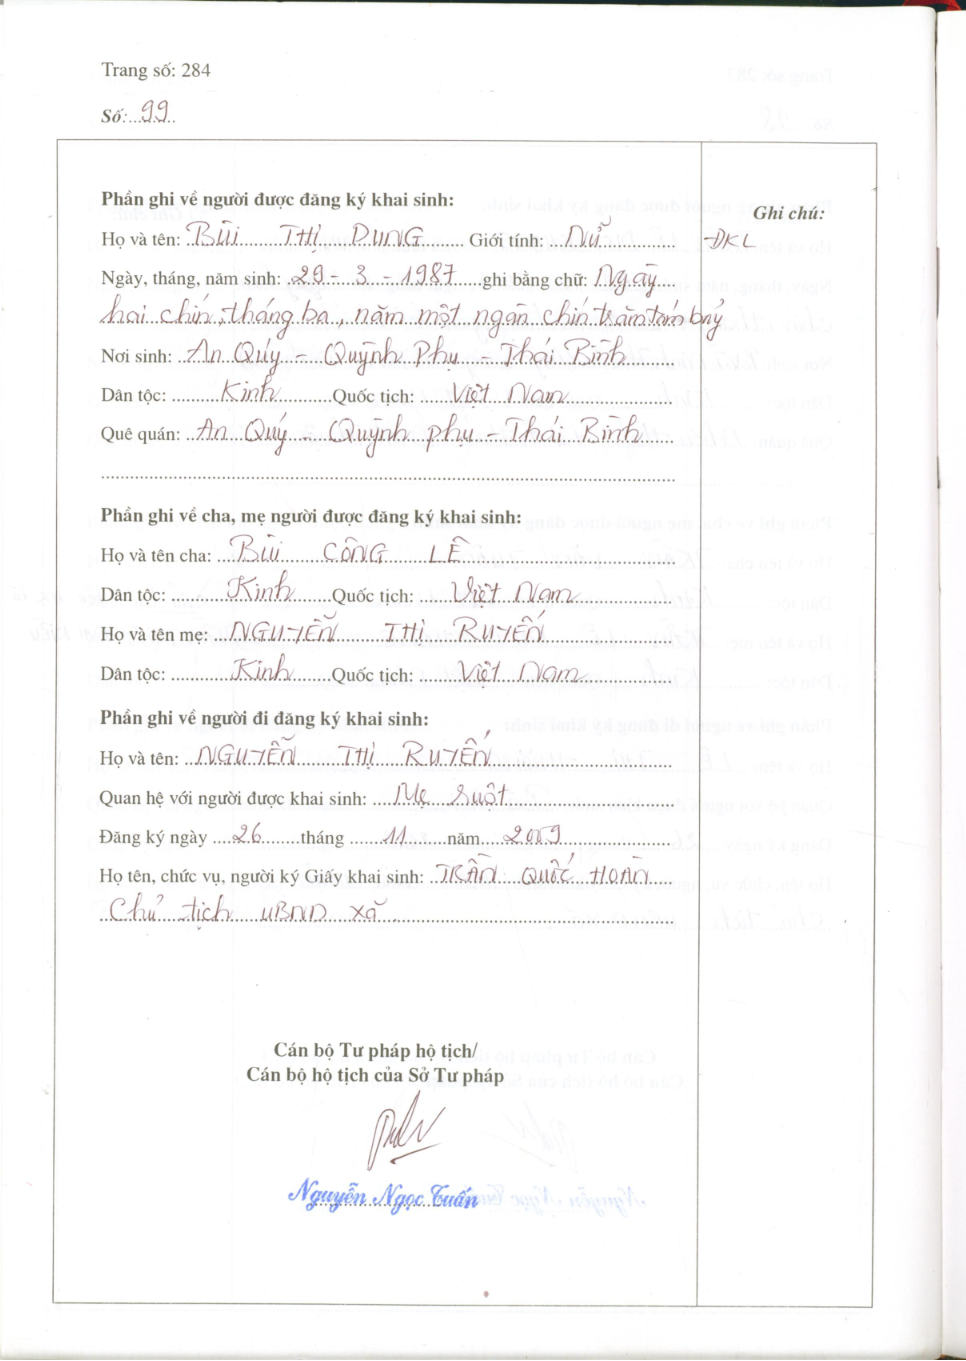 Trang số: 284
Số: 99
Phần ghi về người được đăng ký khai sinh:
Ghi chú:
Họ và tên: BÙI THỊ DUNG Giới tính: Nữ
ĐKL
Ngày, tháng, năm sinh: 29 - 3 - 1987 ghi bằng chữ: Ngày
hai chín, tháng ba, năm một ngàn chín trăm tám bảy
Nơi sinh: An Quý - Quỳnh Phụ - Thái Bình
Dân tộc: Kinh Quốc tịch: Việt Nam
Quê quán: An Quý - Quỳnh Phụ - Thái Bình
Phần ghi về cha, mẹ người được đăng ký khai sinh:
Họ và tên cha: BÙI CÔNG LÊ
Dân tộc: Kinh Quốc tịch: Việt Nam
Họ và tên mẹ: NGUYỄN THỊ RUYẾN
Dân tộc: Kinh Quốc tịch: Việt Nam
Phần ghi về người đi đăng ký khai sinh:
Họ và tên: NGUYỄN THỊ RUYẾN
Quan hệ với người được khai sinh: Mẹ ruột
Đăng ký ngày 26 tháng 11 năm 2009
Họ tên, chức vụ, người ký Giấy khai sinh: TRẦN QUỐC HOÀN
Chủ tịch UBND xã
Cán bộ Tư pháp hộ tịch/
Cán bộ hộ tịch của Sở Tư pháp
Nguyễn Ngọc Tuấn